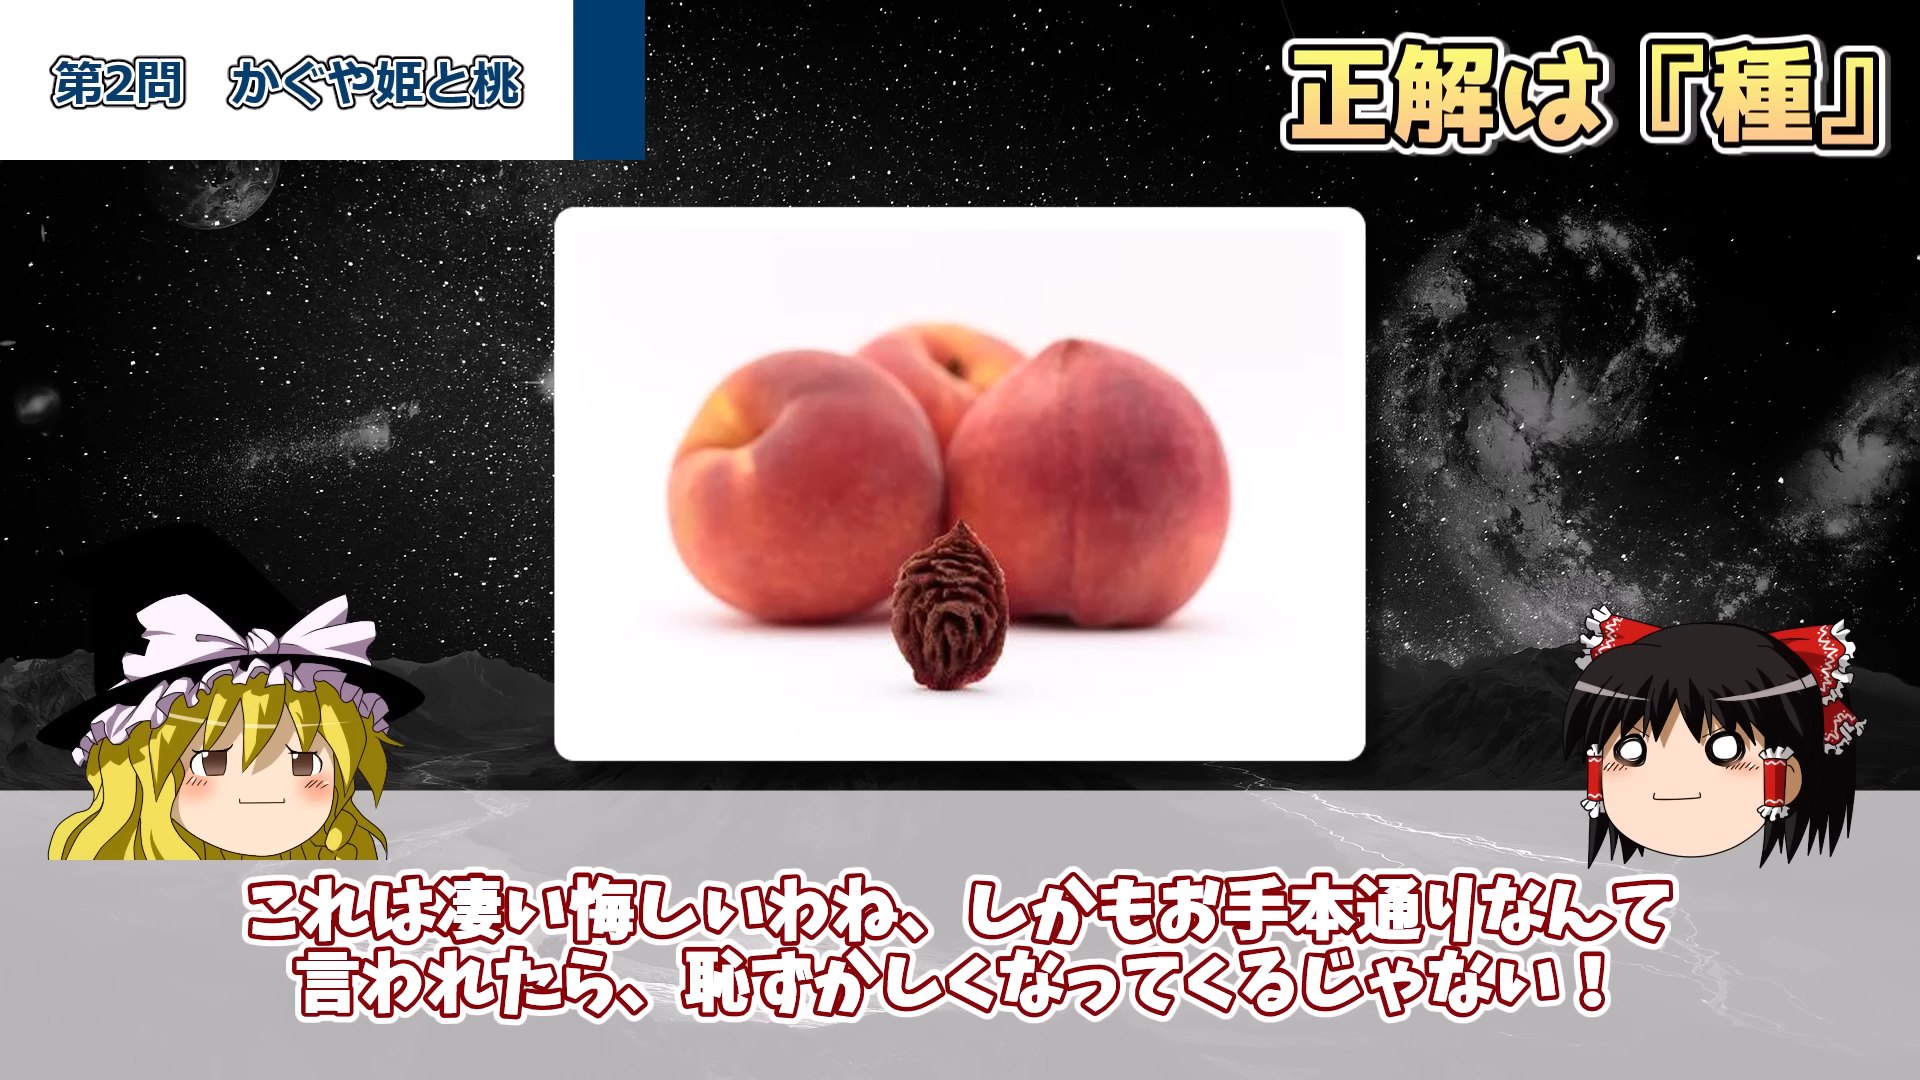 第2問　かぐや姫と桃
正解は『種』
これは凄い悔しいわね、しかもお手本通りなんて
言われたら、恥ずかしくなってくるじゃない！